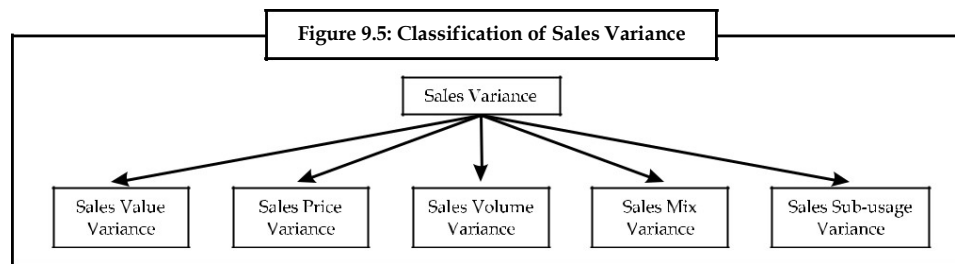 Figure 9.5: Classification of Sales Variance
Sales Variance
Sales Value
Variance
Sales Price
Variance
Sales Volume
Variance
Sales Mix
Variance
Sales Sub-usage
Variance